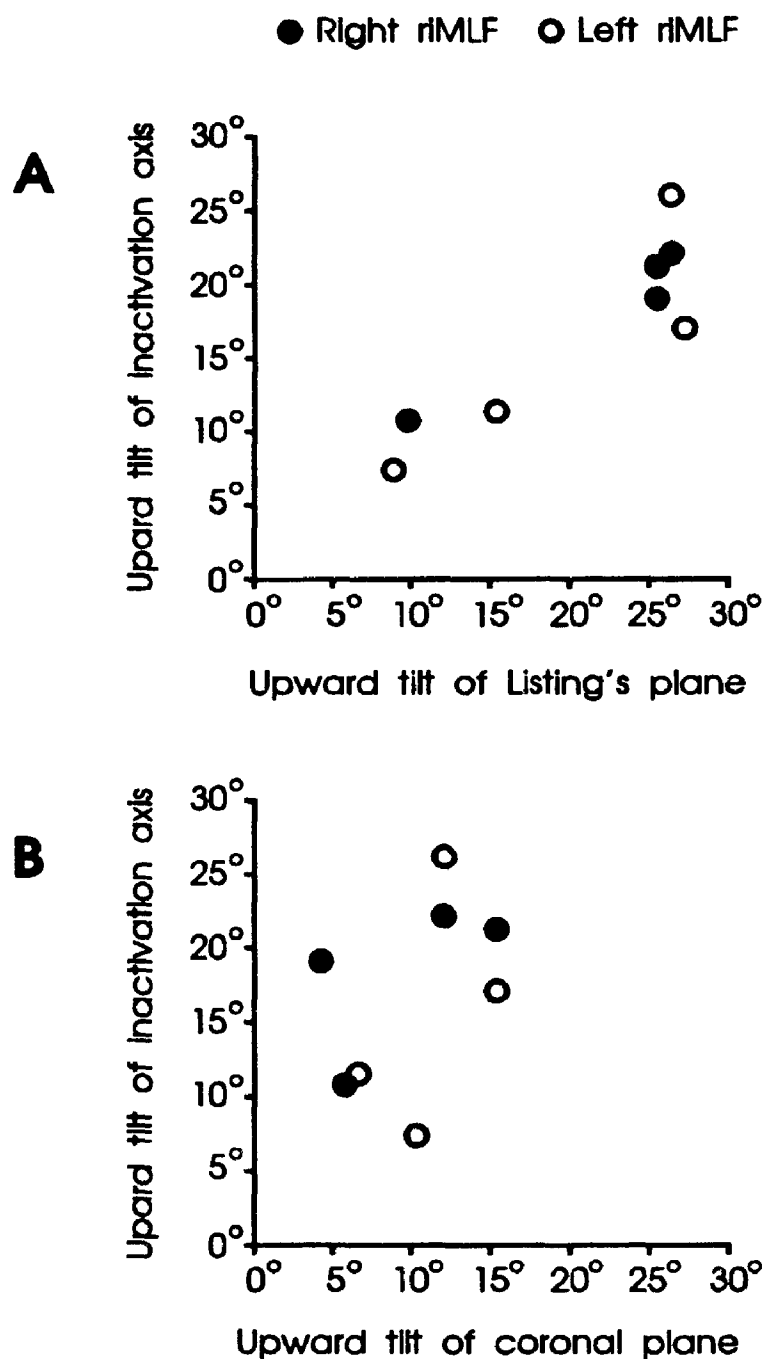 ● Right riMLF ○ Left riMLF
A
Upard tilt of inactivation axis
30°
25°
20°
15°
10°
5°
0°
0° 5° 10° 15° 20° 25° 30°
Upward tilt of Listing's plane
B
Upard tilt of inactivation axis
30°
25°
20°
15°
10°
5°
0°
0° 5° 10° 15° 20° 25° 30°
Upward tilt of coronal plane